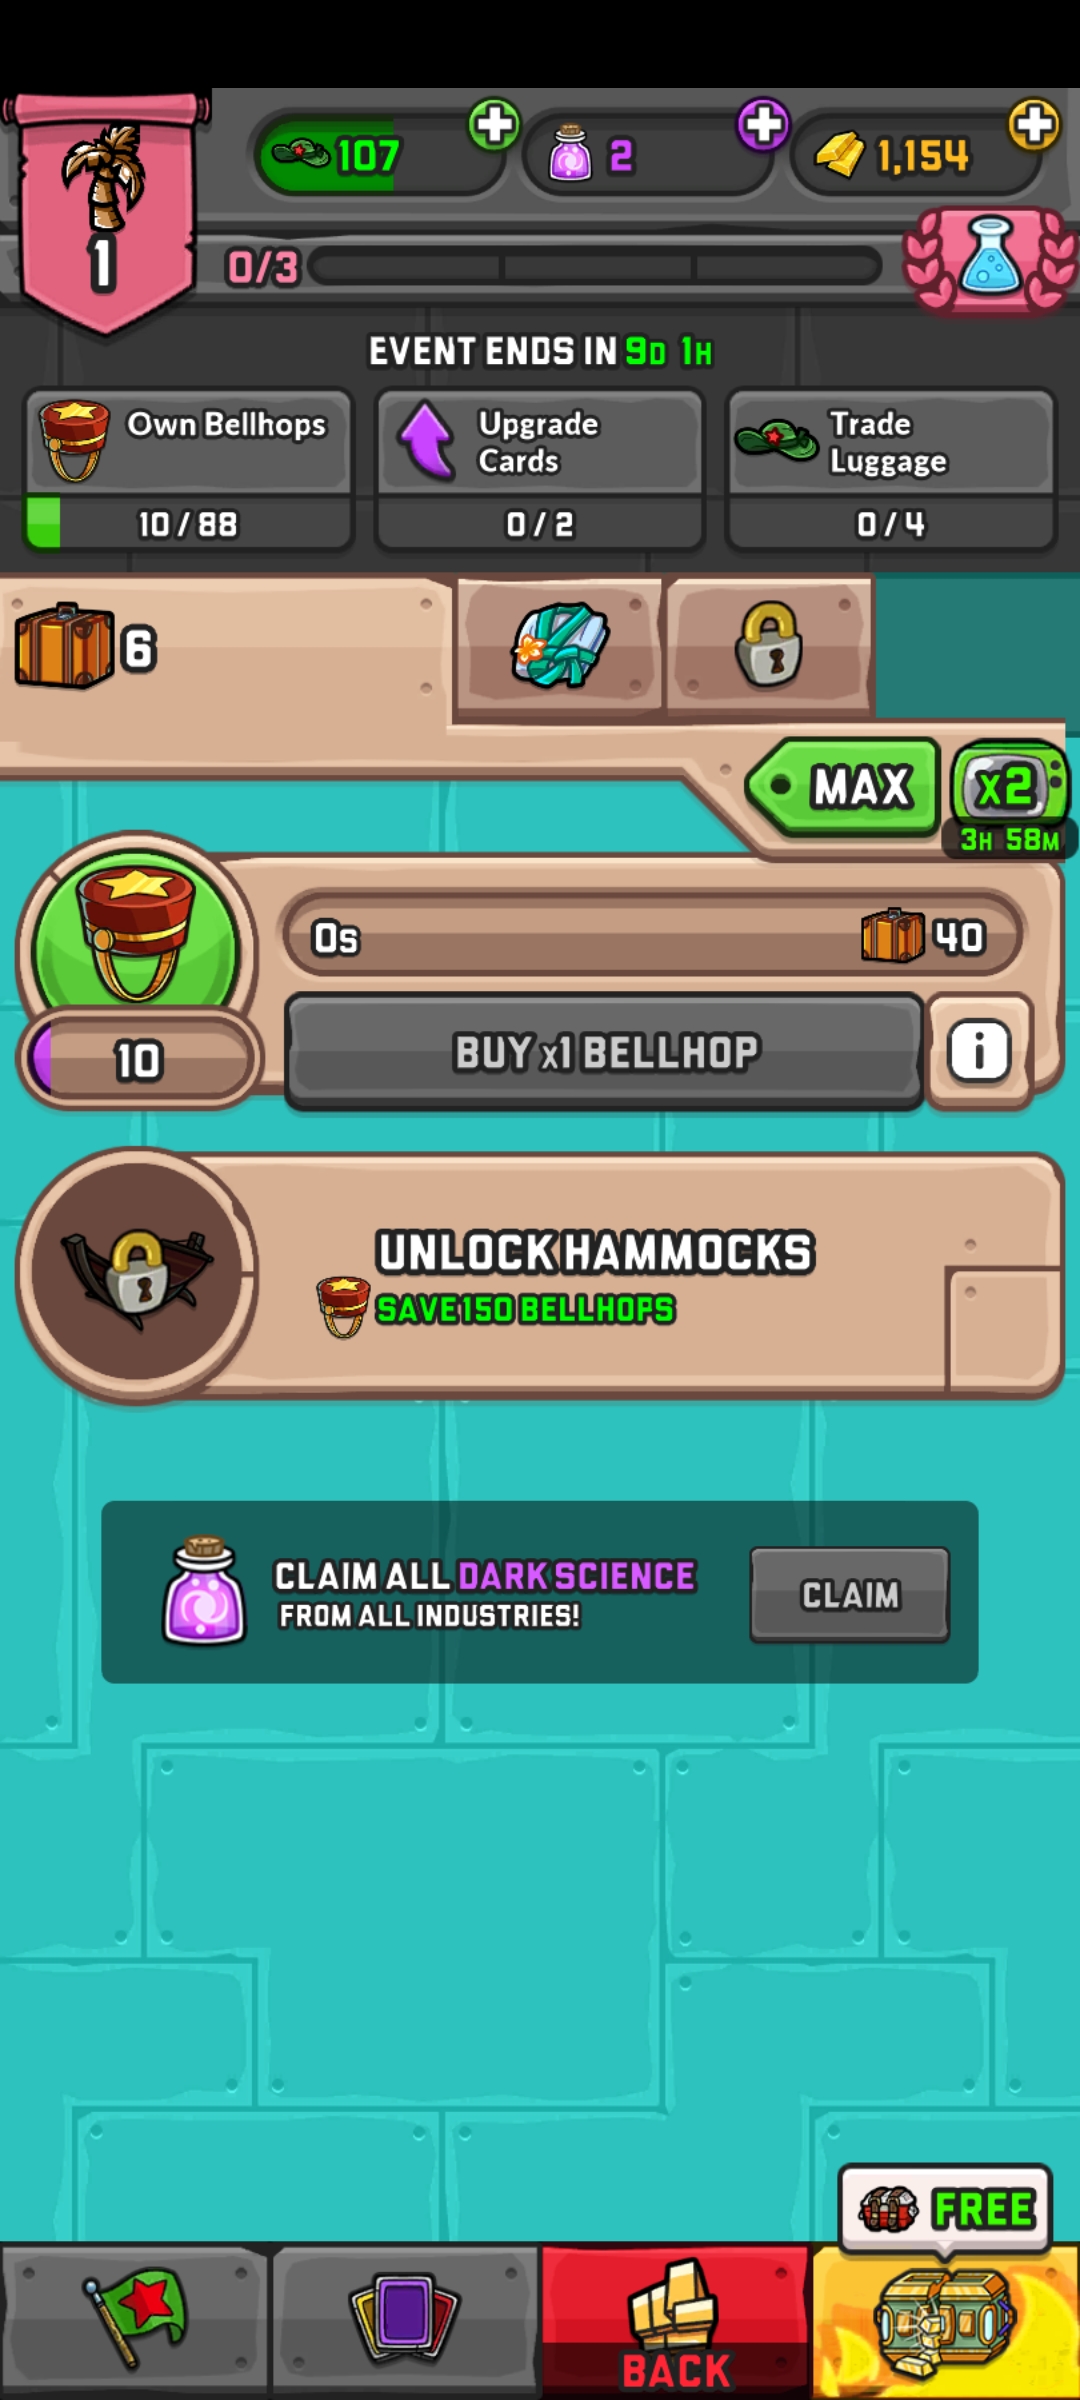 107
2
1,154
1
0/3
EVENT ENDS IN 9D 1H
Own Bellhops
10 / 88
Upgrade
Cards
0 / 2
Trade
Luggage
0 / 4
6
MAX
x2
3H 58M
0s
40
10
BUY x1 BELLHOP
i
UNLOCK HAMMOCKS
SAVE 150 BELLHOPS
CLAIM ALL DARK SCIENCE
FROM ALL INDUSTRIES!
CLAIM
FREE
BACK